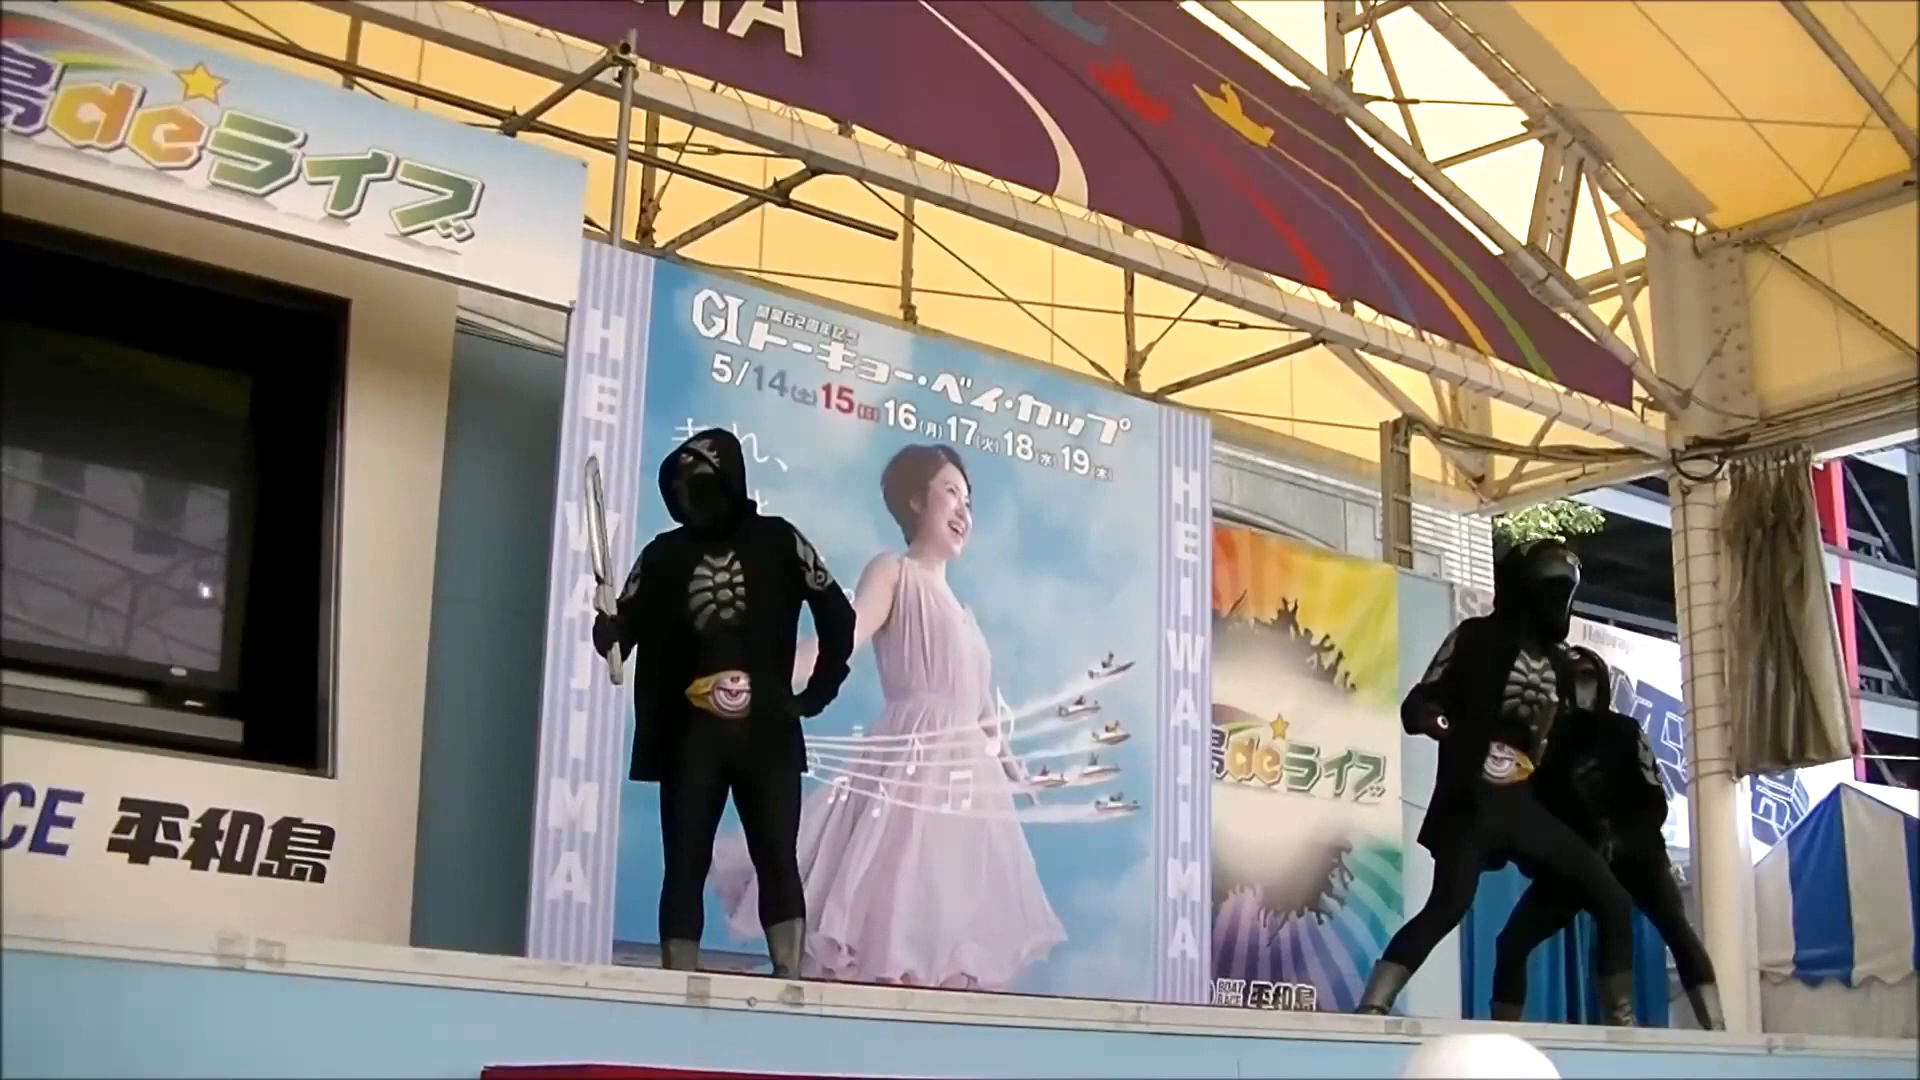 MA
島deライブ
GI 開設62周年記念
トーキョー・ベイ・カップ
5/14(土)15(日)16(月)17(火)18(水)19(木)
HEIWAJIMA
HEIWAJIMA
島deライブ
BOAT RACE 平和島
CE 平和島